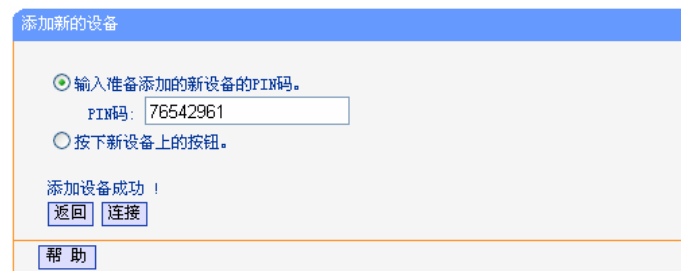 添加新的设备
输入准备添加的新设备的PIN码。
PIN码: 76542961
按下新设备上的按钮。
添加设备成功 !
返回 连接
帮 助